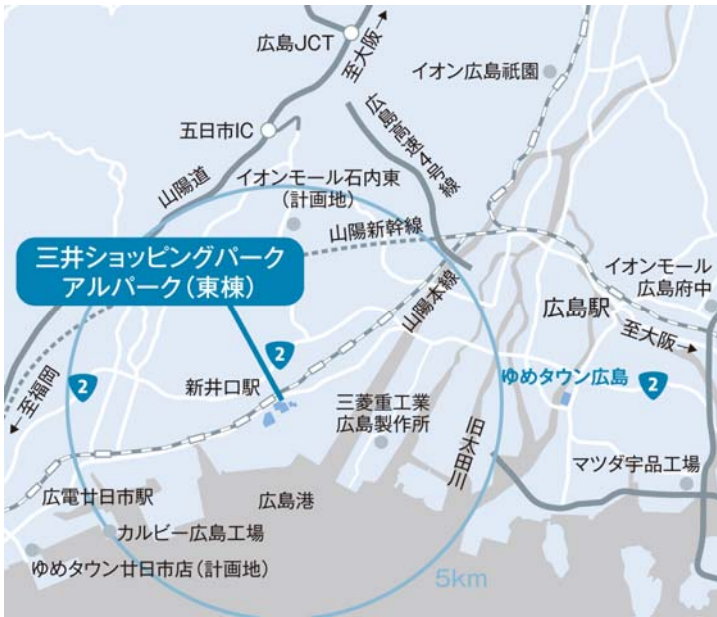 広島JCT
至大阪→
イオン広島祇園
五日市IC
広島高速4号線
山陽道
イオンモール石内東
(計画地)
山陽新幹線
三井ショッピングパーク
アルパーク(東棟)
イオンモール
広島府中
山陽本線
広島駅
至大阪→
2
ゆめタウン広島
2
2
←至福岡
新井口駅
三菱重工業
広島製作所
旧太田川
マツダ宇品工場
広電廿日市駅
広島港
カルビー広島工場
ゆめタウン廿日市店(計画地)
5km